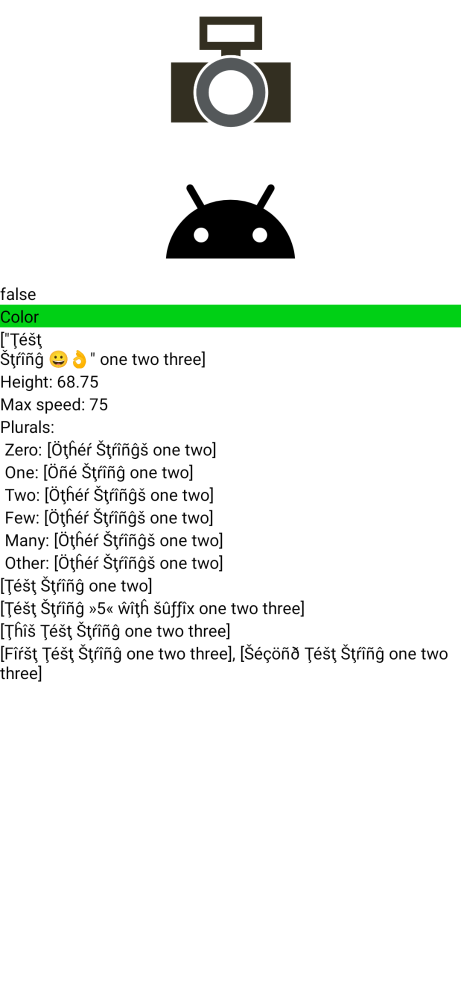 false
Color
["Ţéšţ
Šţŕîñĝ 😀👌" one two three]
Height: 68.75
Max speed: 75
Plurals:
Zero: [Öţĥéŕ Šţŕîñĝš one two]
One: [Öñé Šţŕîñĝ one two]
Two: [Öţĥéŕ Šţŕîñĝš one two]
Few: [Öţĥéŕ Šţŕîñĝš one two]
Many: [Öţĥéŕ Šţŕîñĝš one two]
Other: [Öţĥéŕ Šţŕîñĝš one two]
[Ţéšţ Šţŕîñĝ one two]
[Ţéšţ Šţŕîñĝ »5« ŵîţĥ šûƒƒîx one two three]
[Ţĥîš Ţéšţ Šţŕîñĝ one two three]
[Fîŕšţ Ţéšţ Šţŕîñĝ one two three], [Šéçöñð Ţéšţ Šţŕîñĝ one two
three]